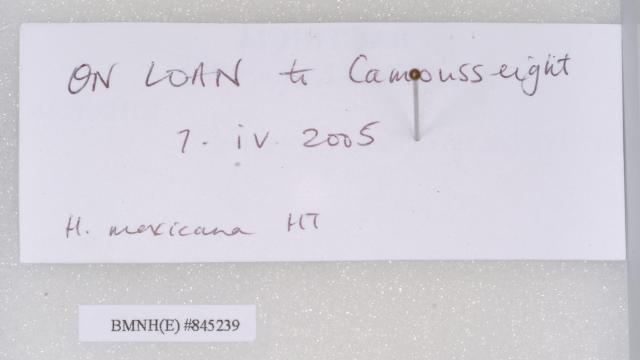 ON LOAN to Camousseight
7. iv. 2005
H. mexicana HT
BMNH(E) #845239